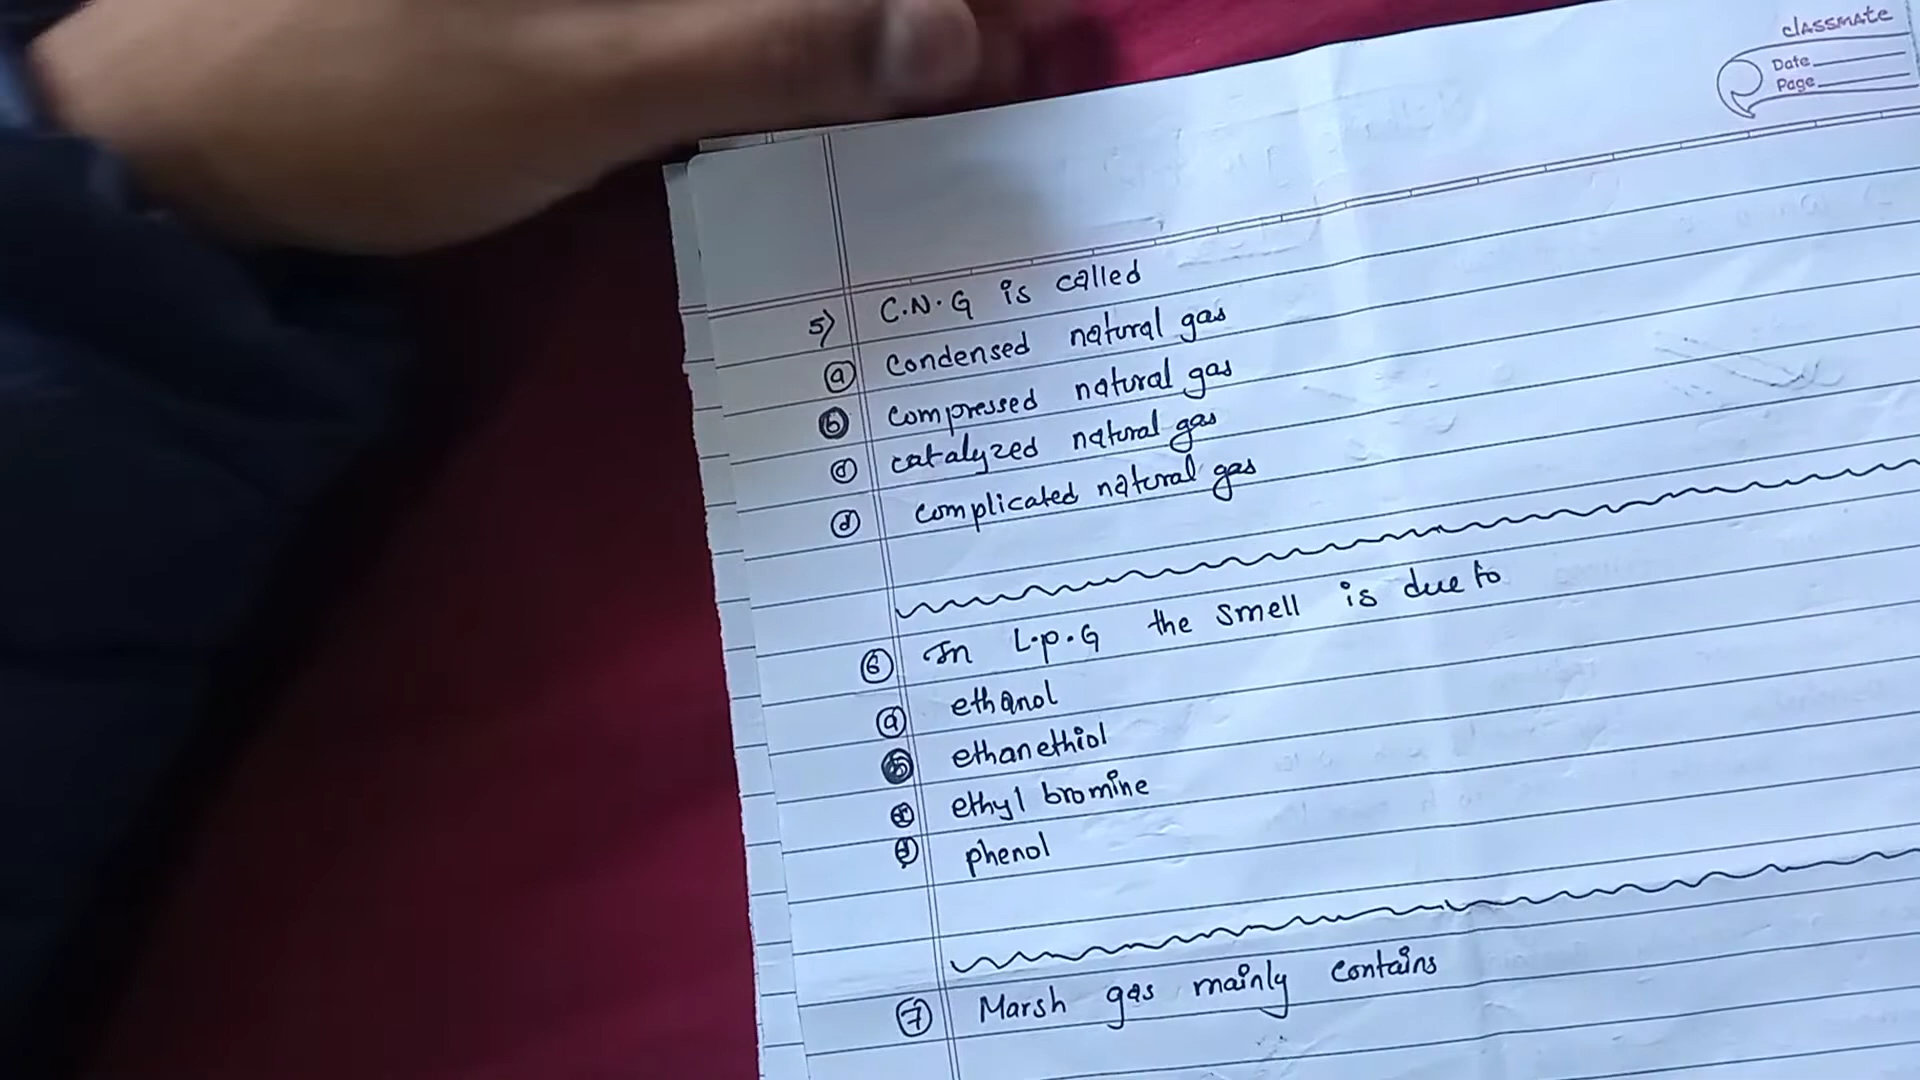 classmate
Date
Page
5) C.N.G is called
a Condensed natural gas
b compressed natural gas
c catalyzed natural gas
d complicated natural gas
6 In L.p.G the smell is due to
a ethanol
b ethanethiol
c ethyl bromine
d phenol
7 Marsh gas mainly contains